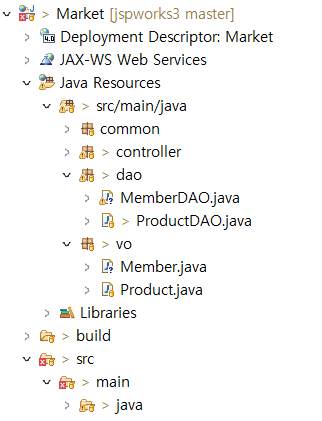 > Market [jspworks3 master]
Deployment Descriptor: Market
JAX-WS Web Services
Java Resources
src/main/java
common
> controller
dao
MemberDAO.java
> ProductDAO.java
> vo
Member.java
Product.java
Libraries
> build
> src
> main
> java